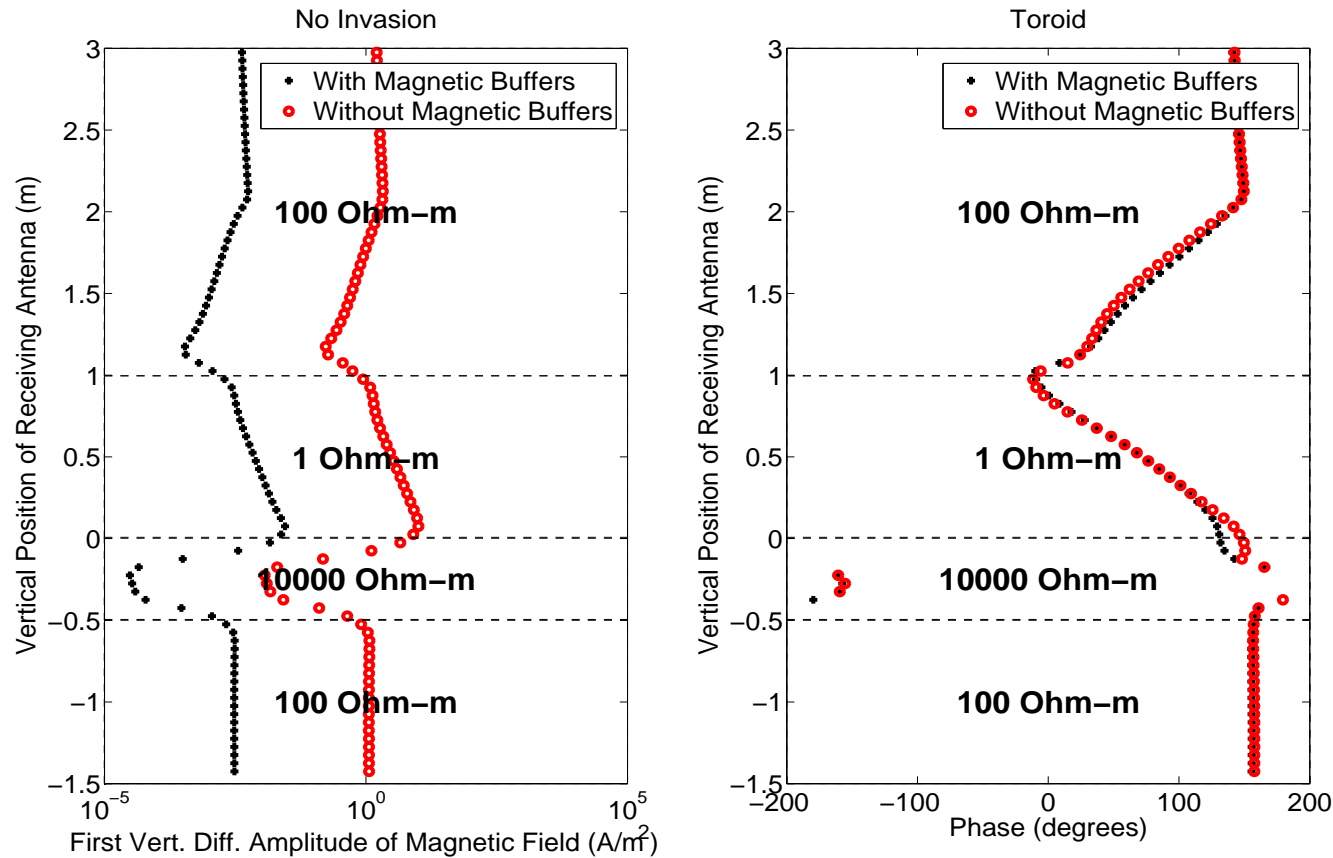 No Invasion
With Magnetic Buffers
Without Magnetic Buffers
3
2.5
2
1.5
1
0.5
0
−0.5
−1
−1.5
Vertical Position of Receiving Antenna (m)
100 Ohm−m
1 Ohm−m
10000 Ohm−m
100 Ohm−m
10−5
100
105
First Vert. Diff. Amplitude of Magnetic Field (A/m2)
Toroid
With Magnetic Buffers
Without Magnetic Buffers
3
2.5
2
1.5
1
0.5
0
−0.5
−1
−1.5
Vertical Position of Receiving Antenna (m)
100 Ohm−m
1 Ohm−m
10000 Ohm−m
100 Ohm−m
−200
−100
0
100
200
Phase (degrees)